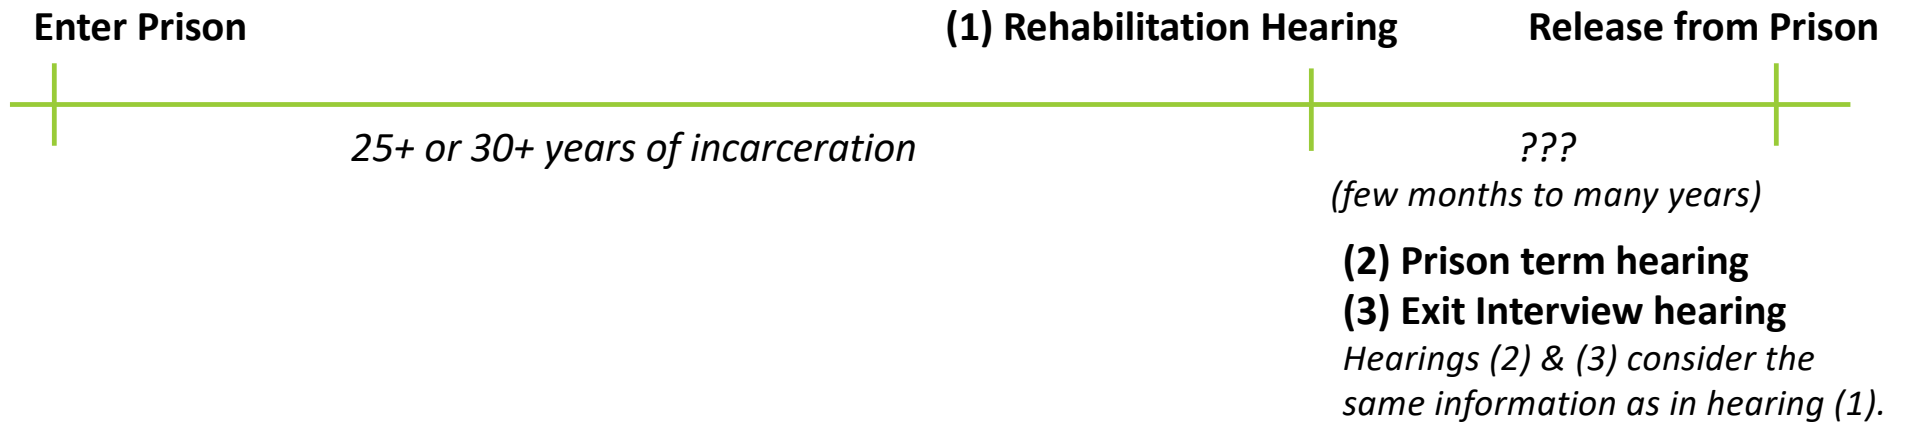 Enter Prison
(1) Rehabilitation Hearing
Release from Prison
25+ or 30+ years of incarceration
???
(few months to many years)
(2) Prison term hearing
(3) Exit Interview hearing
Hearings (2) & (3) consider the
same information as in hearing (1).